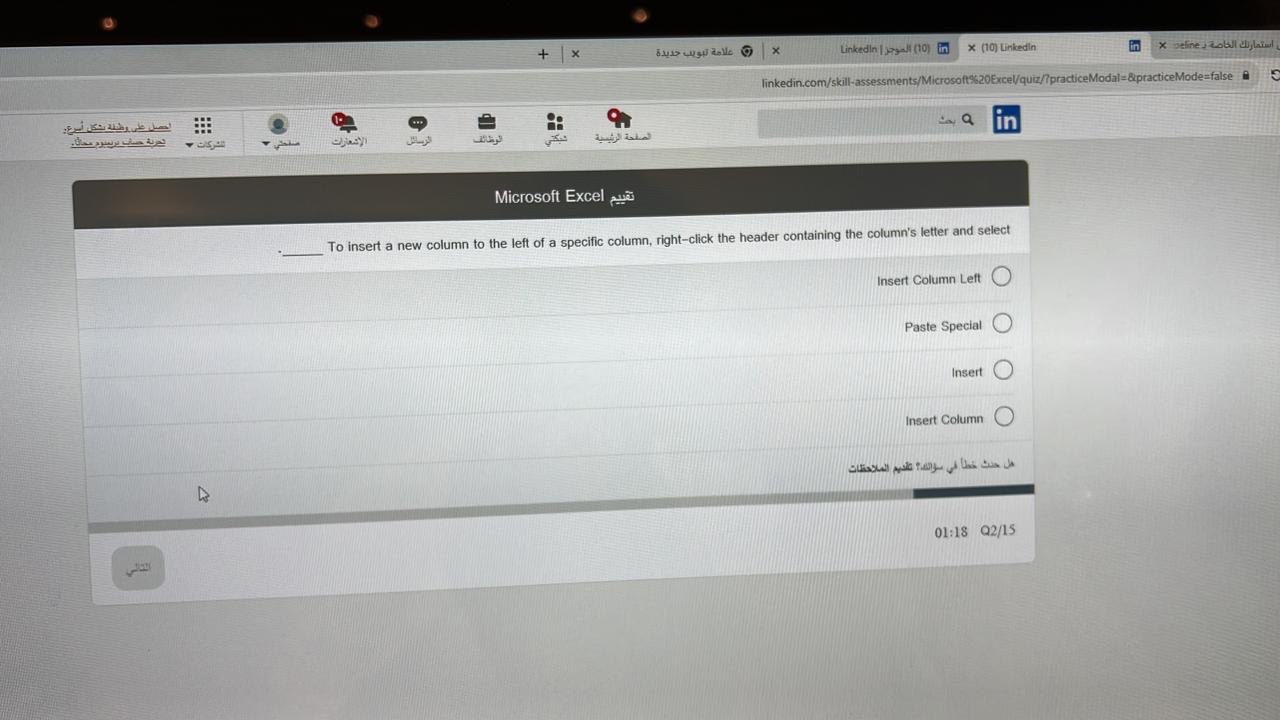 استمارتك الخاصة بـ
(10) LinkedIn
(10) الموجز | LinkedIn
علامة تبويب جديدة
linkedin.com/skill-assessments/Microsoft%20Excel/quiz/?practiceModal=&practiceMode=false
in
بحث
الصفحة الرئيسية
شبكتي
الوظائف
الرسائل
الإشعارات
صفحتي
للشركات
احصل على وظيفة بشكل أسرع.
تجربة حساب بريميوم مجانًا.
تقييم Microsoft Excel
To insert a new column to the left of a specific column, right-click the header containing the column's letter and select _____.
Insert Column Left
Paste Special
Insert
Insert Column
هل حدث خطأ في سؤالك؟ تقديم الملاحظات
Q2/15 01:18
التالي